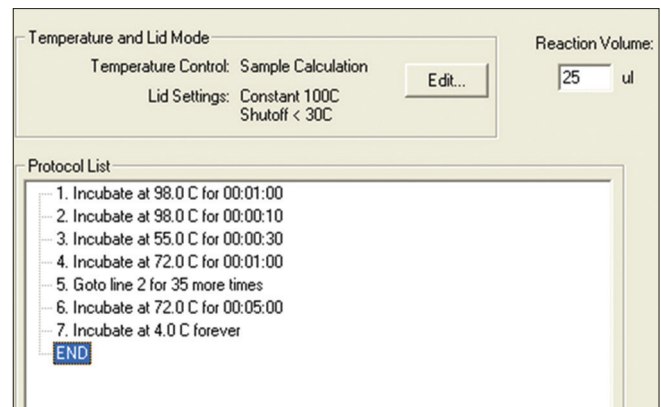 Temperature and Lid Mode
Temperature Control: Sample Calculation
Lid Settings: Constant 100C
Shutoff < 30C
Edit...
Reaction Volume:
25 ul
Protocol List
1. Incubate at 98.0 C for 00:01:00
2. Incubate at 98.0 C for 00:00:10
3. Incubate at 55.0 C for 00:00:30
4. Incubate at 72.0 C for 00:01:00
5. Goto line 2 for 35 more times
6. Incubate at 72.0 C for 00:05:00
7. Incubate at 4.0 C forever
END